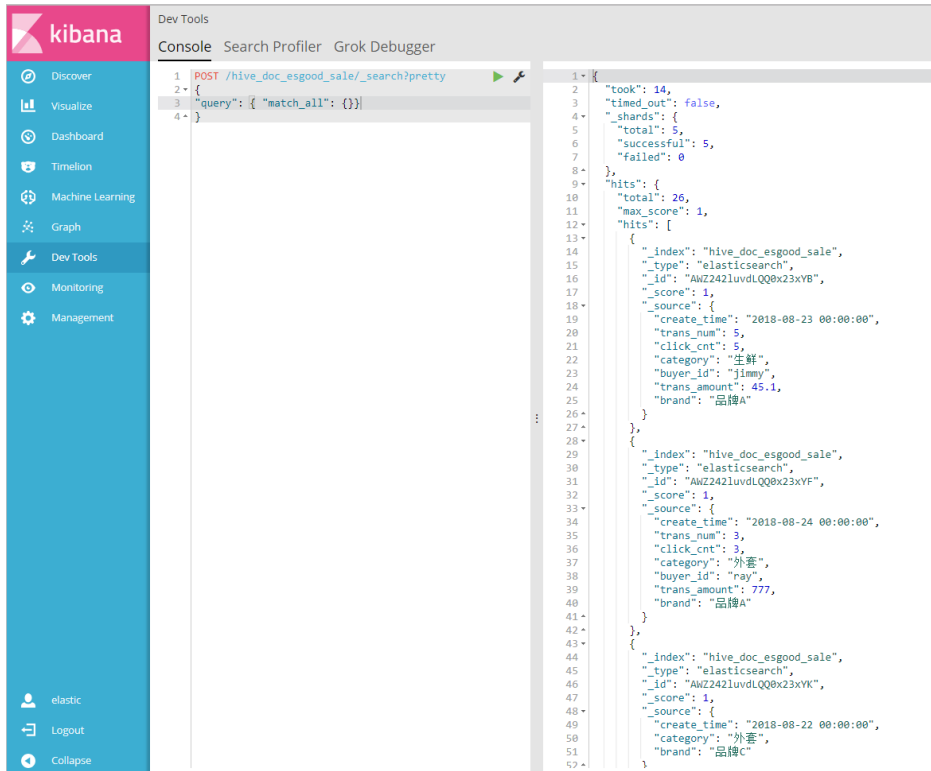 kibana
Discover
Visualize
Dashboard
Timelion
Machine Learning
Graph
Dev Tools
Monitoring
Management
elastic
Logout
Collapse
Dev Tools
Console Search Profiler Grok Debugger
1 POST /hive_doc_esgood_sale/_search?pretty
2 {
3 "query": { "match_all": {}}
4 }
1 {
2 "took": 14,
3 "timed_out": false,
4 "_shards": {
5 "total": 5,
6 "successful": 5,
7 "failed": 0
8 },
9 "hits": {
10 "total": 26,
11 "max_score": 1,
12 "hits": [
13 {
14 "_index": "hive_doc_esgood_sale",
15 "_type": "elasticsearch",
16 "_id": "AWZ242luvdLQQ0x23xYB",
17 "_score": 1,
18 "_source": {
19 "create_time": "2018-08-23 00:00:00",
20 "trans_num": 5,
21 "click_cnt": 5,
22 "category": "生鲜",
23 "buyer_id": "jimmy",
24 "trans_amount": 45.1,
25 "brand": "品牌A"
26 }
27 },
28 {
29 "_index": "hive_doc_esgood_sale",
30 "_type": "elasticsearch",
31 "_id": "AWZ242luvdLQQ0x23xYF",
32 "_score": 1,
33 "_source": {
34 "create_time": "2018-08-24 00:00:00",
35 "trans_num": 3,
36 "click_cnt": 3,
37 "category": "外套",
38 "buyer_id": "ray",
39 "trans_amount": 777,
40 "brand": "品牌A"
41 }
42 },
43 {
44 "_index": "hive_doc_esgood_sale",
45 "_type": "elasticsearch",
46 "_id": "AWZ242luvdLQQ0x23xYK",
47 "_score": 1,
48 "_source": {
49 "create_time": "2018-08-22 00:00:00",
50 "category": "外套",
51 "brand": "品牌C"
52 }